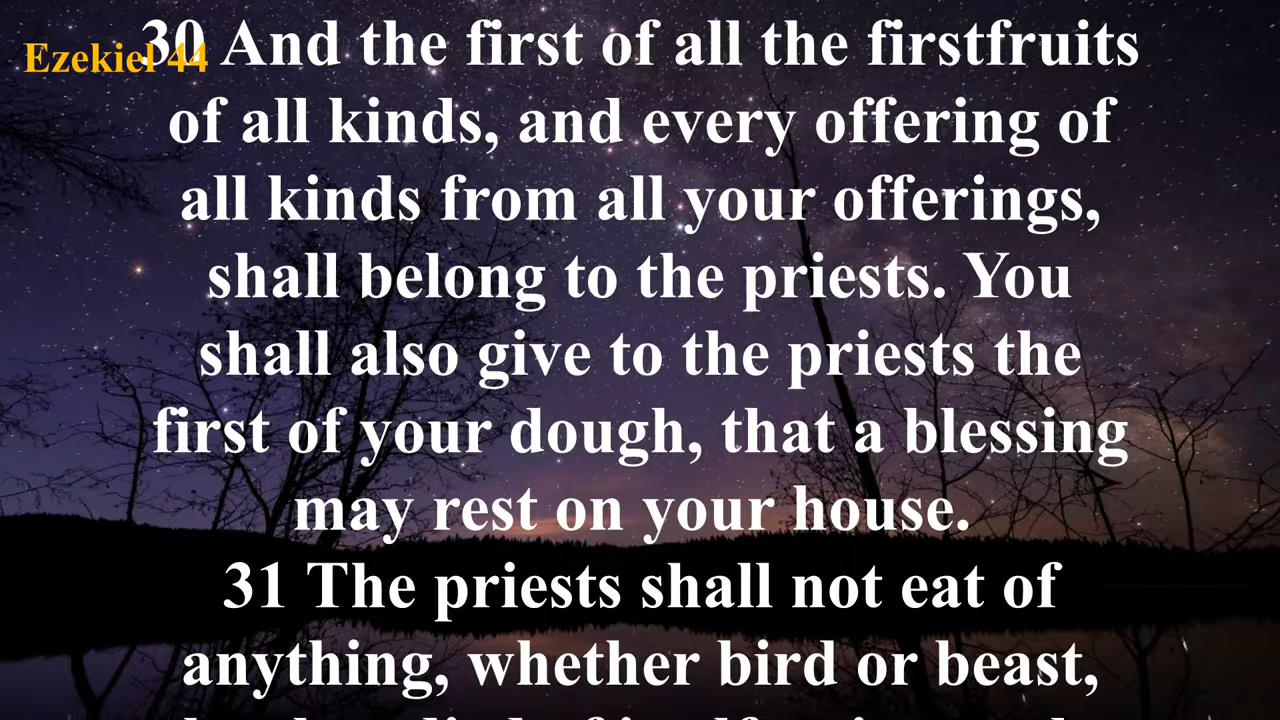 Ezekiel 44
30 And the first of all the firstfruits
of all kinds, and every offering of
all kinds from all your offerings,
shall belong to the priests. You
shall also give to the priests the
first of your dough, that a blessing
may rest on your house.
31 The priests shall not eat of
anything, whether bird or beast,